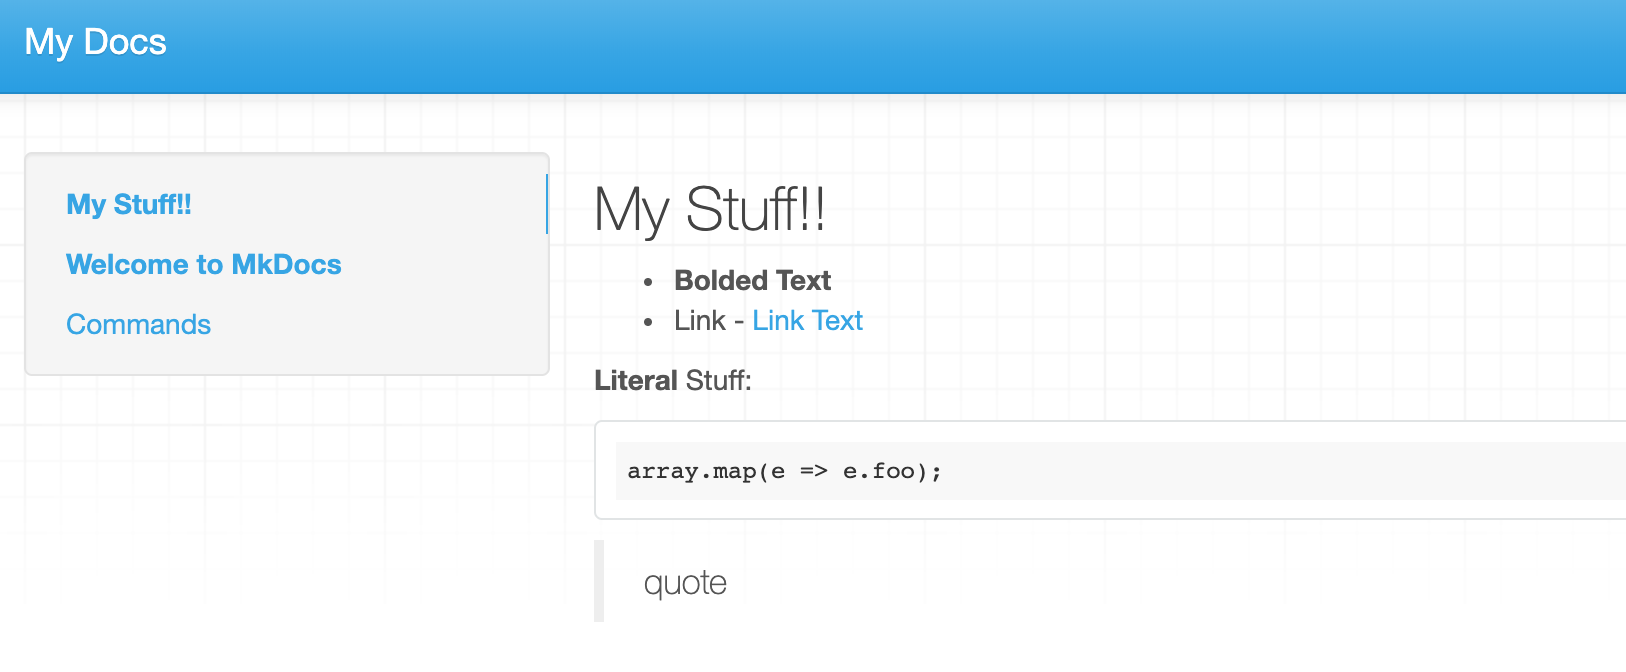 My Docs
My Stuff!!
Welcome to MkDocs
Commands
My Stuff!!
• Bolded Text
• Link - Link Text
Literal Stuff:
array.map(e => e.foo);
quote